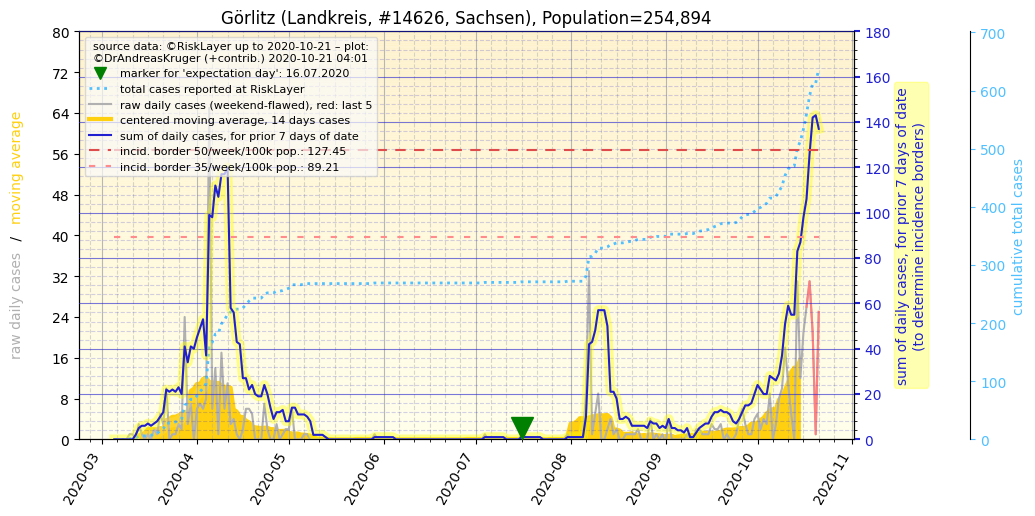 Görlitz (Landkreis, #14626, Sachsen), Population=254,894
source data: ©RiskLayer up to 2020-10-21 – plot:
©DrAndreasKruger (+contrib.) 2020-10-21 04:01
marker for 'expectation day': 16.07.2020
total cases reported at RiskLayer
raw daily cases (weekend-flawed), red: last 5
centered moving average, 14 days cases
sum of daily cases, for prior 7 days of date
incid. border 50/week/100k pop.: 127.45
incid. border 35/week/100k pop.: 89.21
raw daily cases / moving average
80
72
64
56
48
40
32
24
16
8
0
180
160
140
120
100
80
60
40
20
0
sum of daily cases, for prior 7 days of date
(to determine incidence borders)
700
600
500
400
300
200
100
0
cumulative total cases
2020-03
2020-04
2020-05
2020-06
2020-07
2020-08
2020-09
2020-10
2020-11